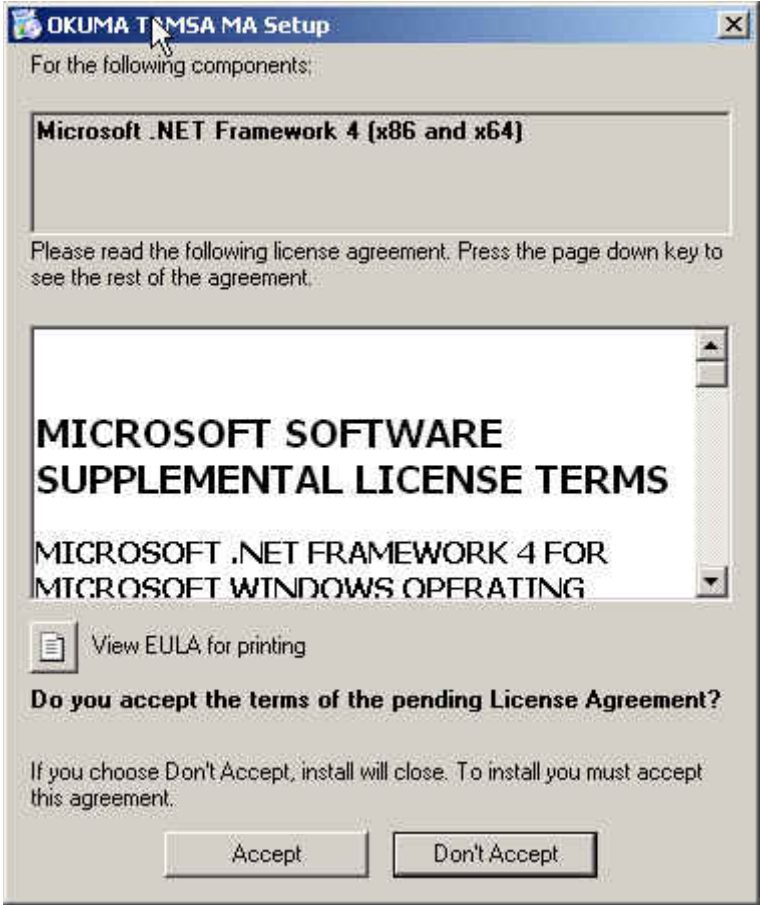 OKUMA TAMSA MA Setup
For the following components:
Microsoft .NET Framework 4 (x86 and x64)
Please read the following license agreement. Press the page down key to
see the rest of the agreement.
MICROSOFT SOFTWARE
SUPPLEMENTAL LICENSE TERMS
MICROSOFT .NET FRAMEWORK 4 FOR
MICROSOFT WINDOWS OPERATING
View EULA for printing
Do you accept the terms of the pending License Agreement?
If you choose Don't Accept, install will close. To install you must accept
this agreement.
Accept
Don't Accept